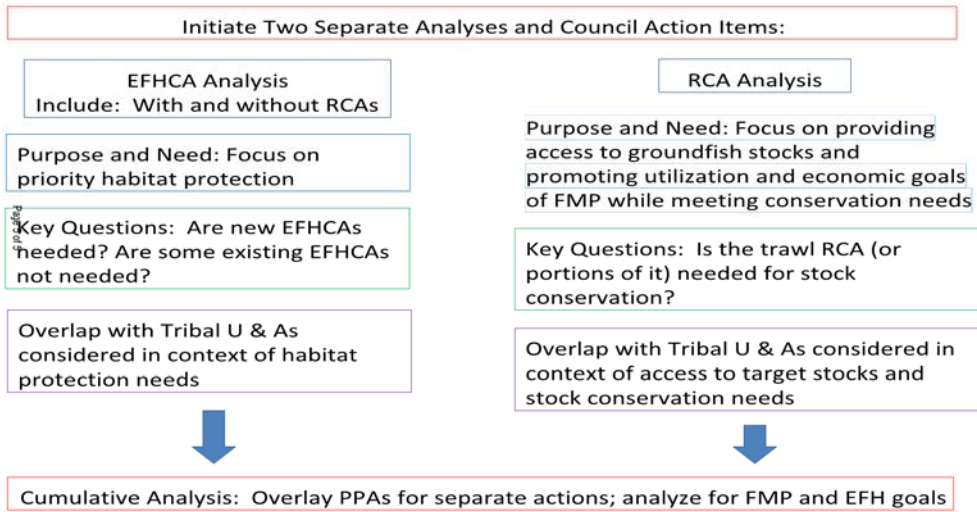 Initiate Two Separate Analyses and Council Action Items:
EFHCA Analysis
Include: With and without RCAs
Purpose and Need: Focus on
priority habitat protection
Key Questions: Are new EFHCAs
needed? Are some existing EFHCAs
not needed?
Overlap with Tribal U & As
considered in context of habitat
protection needs
RCA Analysis
Purpose and Need: Focus on providing
access to groundfish stocks and
promoting utilization and economic goals
of FMP while meeting conservation needs
Key Questions: Is the trawl RCA (or
portions of it) needed for stock
conservation?
Overlap with Tribal U & As considered in
context of access to target stocks and
stock conservation needs
Cumulative Analysis: Overlay PPAs for separate actions; analyze for FMP and EFH goals
Page of